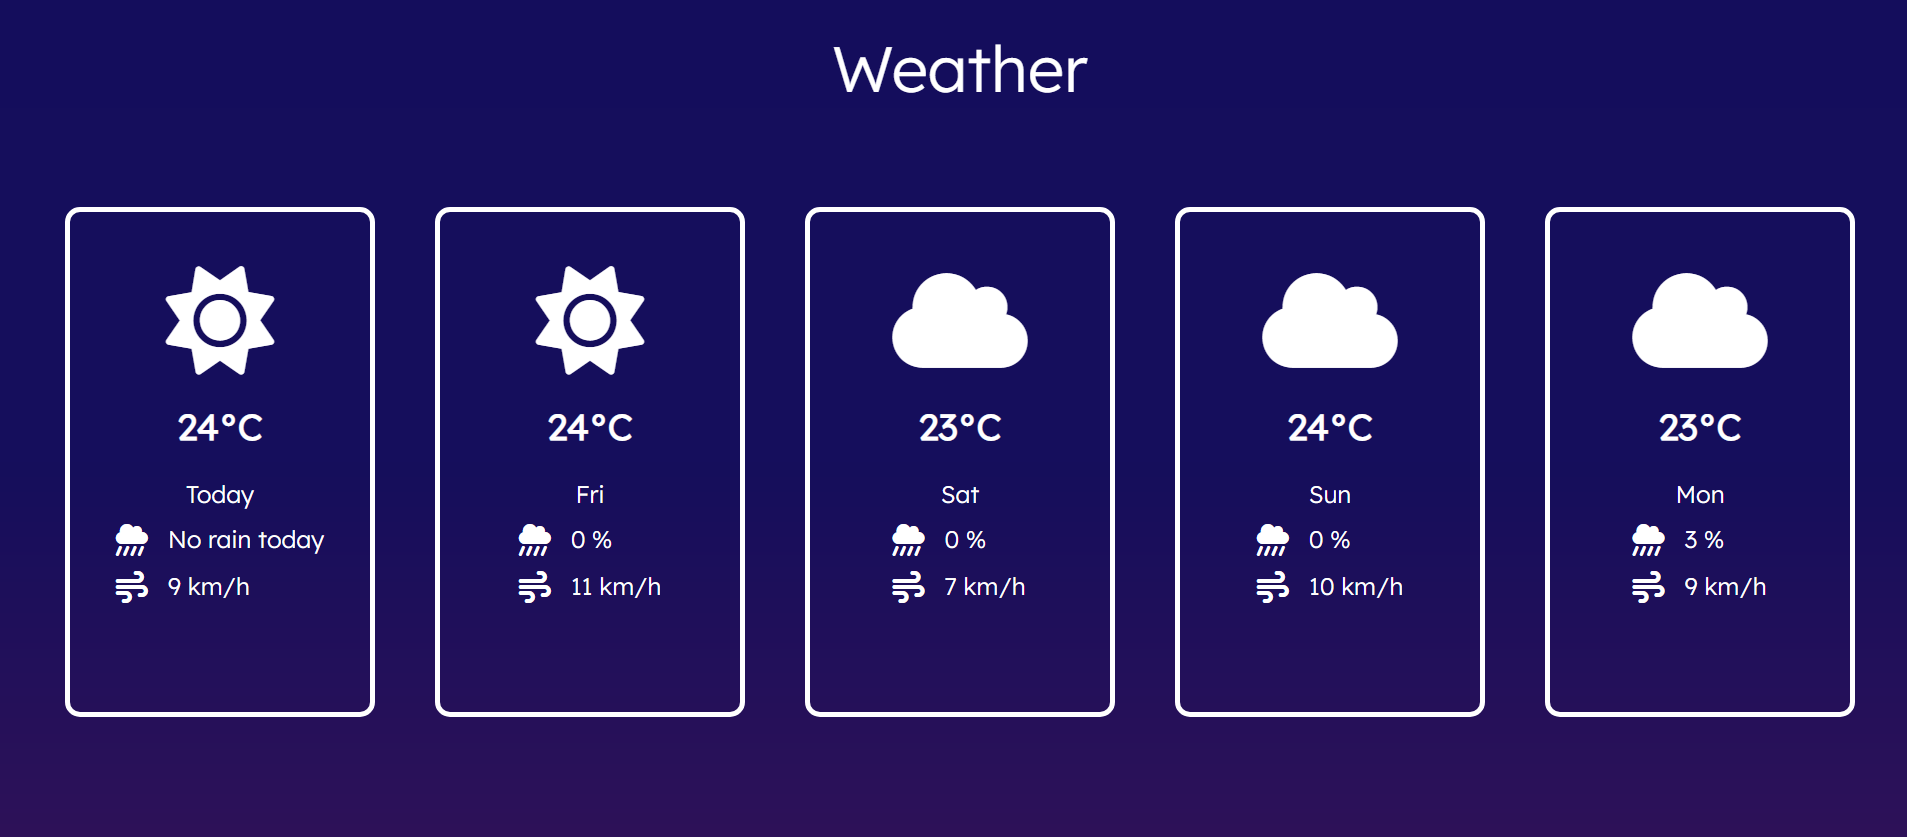 Weather
24°C
Today
No rain today
9 km/h
24°C
Fri
0 %
11 km/h
23°C
Sat
0 %
7 km/h
24°C
Sun
0 %
10 km/h
23°C
Mon
3 %
9 km/h